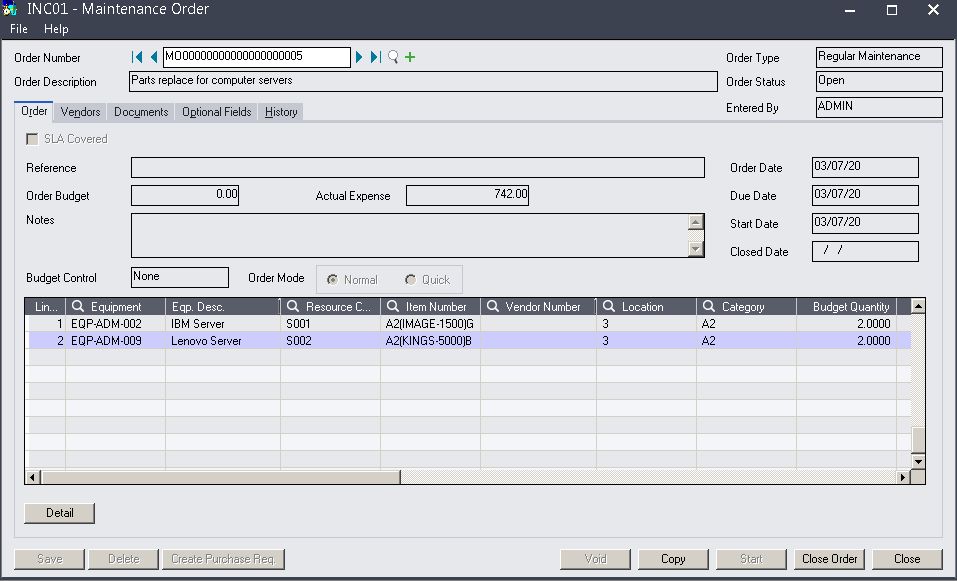 INC01 - Maintenance Order
File Help
Order Number MO00000000000000000005 Order Type Regular Maintenance
Order Description Parts replace for computer servers Order Status Open
Entered By ADMIN
Order Vendors Documents Optional Fields History
SLA Covered
Reference Order Date 03/07/20
Order Budget 0.00 Actual Expense 742.00 Due Date 03/07/20
Notes Start Date 03/07/20
Closed Date / /
Budget Control None Order Mode Normal Quick
Lin... Equipment Eqp. Desc. Resource C... Item Number Vendor Number Location Category Budget Quantity
1 EQP-ADM-002 IBM Server S001 A2(IMAGE-1500)G 3 A2 2.0000
2 EQP-ADM-009 Lenovo Server S002 A2(KINGS-5000)B 3 A2 2.0000
Detail
Save Delete Create Purchase Req. Void Copy Start Close Order Close